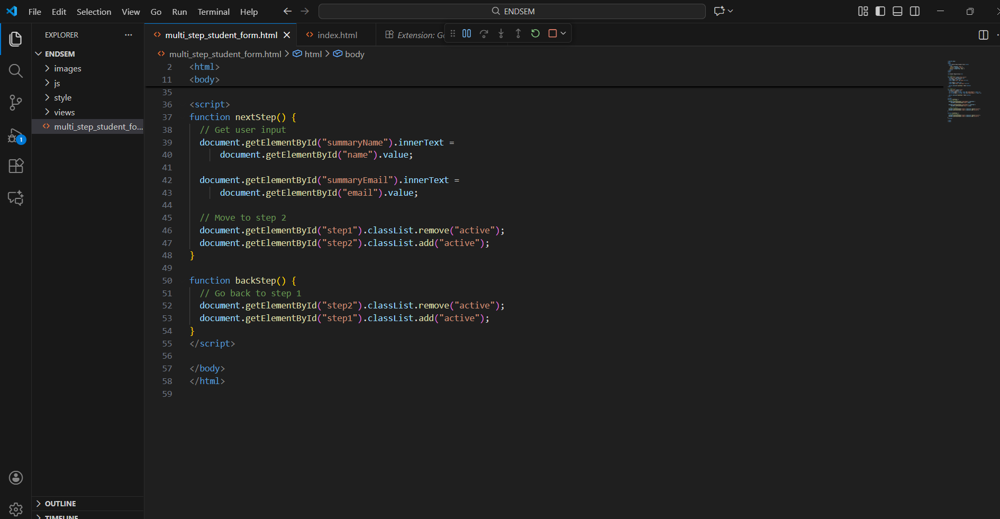 File Edit Selection View Go Run Terminal Help
ENDSEM
EXPLORER
ENDSEM
images
js
style
views
multi_step_student_fo...
1
OUTLINE
TIMELINE
multi_step_student_form.html
index.html
Extension: G
multi_step_student_form.html > html > body
2 <html>
11 <body>
35
36 <script>
37 function nextStep() {
38 // Get user input
39 document.getElementById("summaryName").innerText =
40 document.getElementById("name").value;
41
42 document.getElementById("summaryEmail").innerText =
43 document.getElementById("email").value;
44
45 // Move to step 2
46 document.getElementById("step1").classList.remove("active");
47 document.getElementById("step2").classList.add("active");
48 }
49
50 function backStep() {
51 // Go back to step 1
52 document.getElementById("step2").classList.remove("active");
53 document.getElementById("step1").classList.add("active");
54 }
55 </script>
56
57 </body>
58 </html>
59